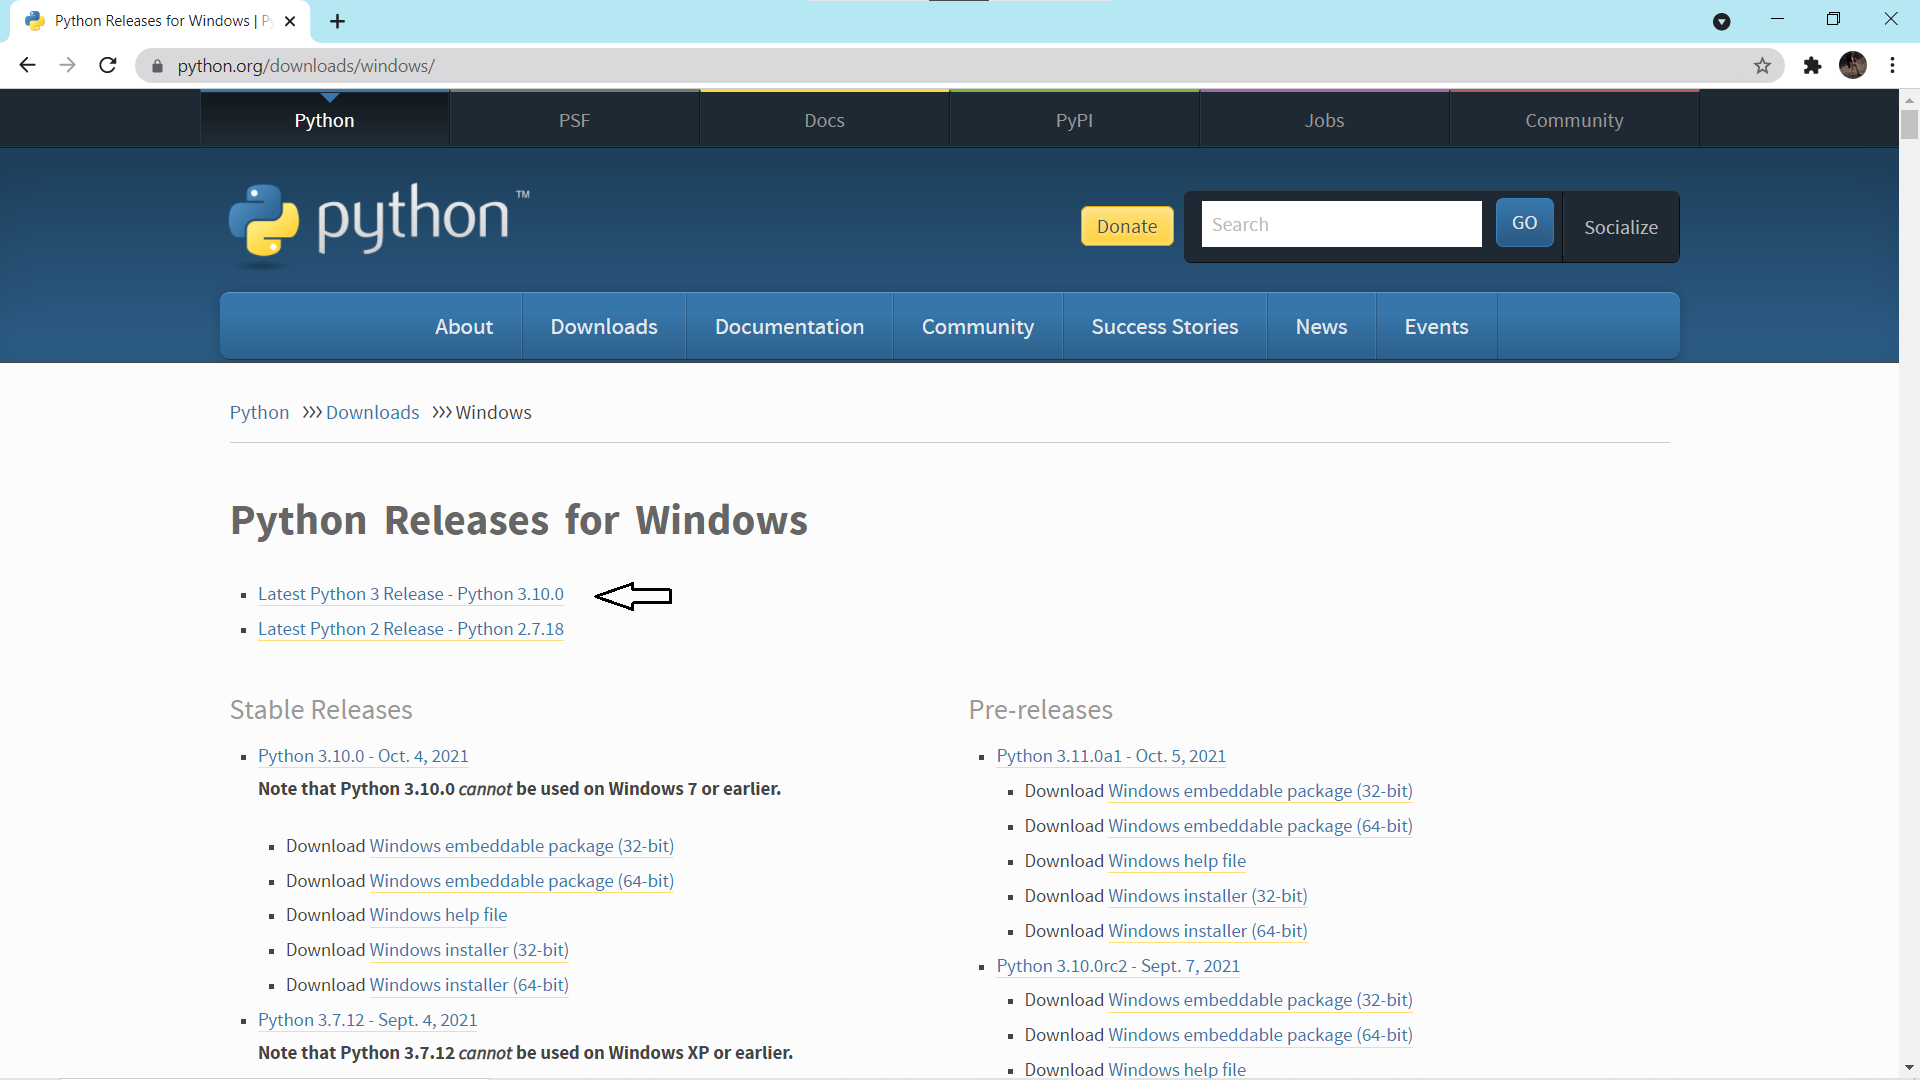 Python Releases for Windows | P
python.org/downloads/windows/
Python PSF Docs PyPI Jobs Community
python™
Donate Search GO Socialize
About Downloads Documentation Community Success Stories News Events
Python >>> Downloads >>> Windows
Python Releases for Windows
Latest Python 3 Release - Python 3.10.0
Latest Python 2 Release - Python 2.7.18
Stable Releases
Python 3.10.0 - Oct. 4, 2021
Note that Python 3.10.0 cannot be used on Windows 7 or earlier.
Download Windows embeddable package (32-bit)
Download Windows embeddable package (64-bit)
Download Windows help file
Download Windows installer (32-bit)
Download Windows installer (64-bit)
Python 3.7.12 - Sept. 4, 2021
Note that Python 3.7.12 cannot be used on Windows XP or earlier.
Pre-releases
Python 3.11.0a1 - Oct. 5, 2021
Download Windows embeddable package (32-bit)
Download Windows embeddable package (64-bit)
Download Windows help file
Download Windows installer (32-bit)
Download Windows installer (64-bit)
Python 3.10.0rc2 - Sept. 7, 2021
Download Windows embeddable package (32-bit)
Download Windows embeddable package (64-bit)
Download Windows help file